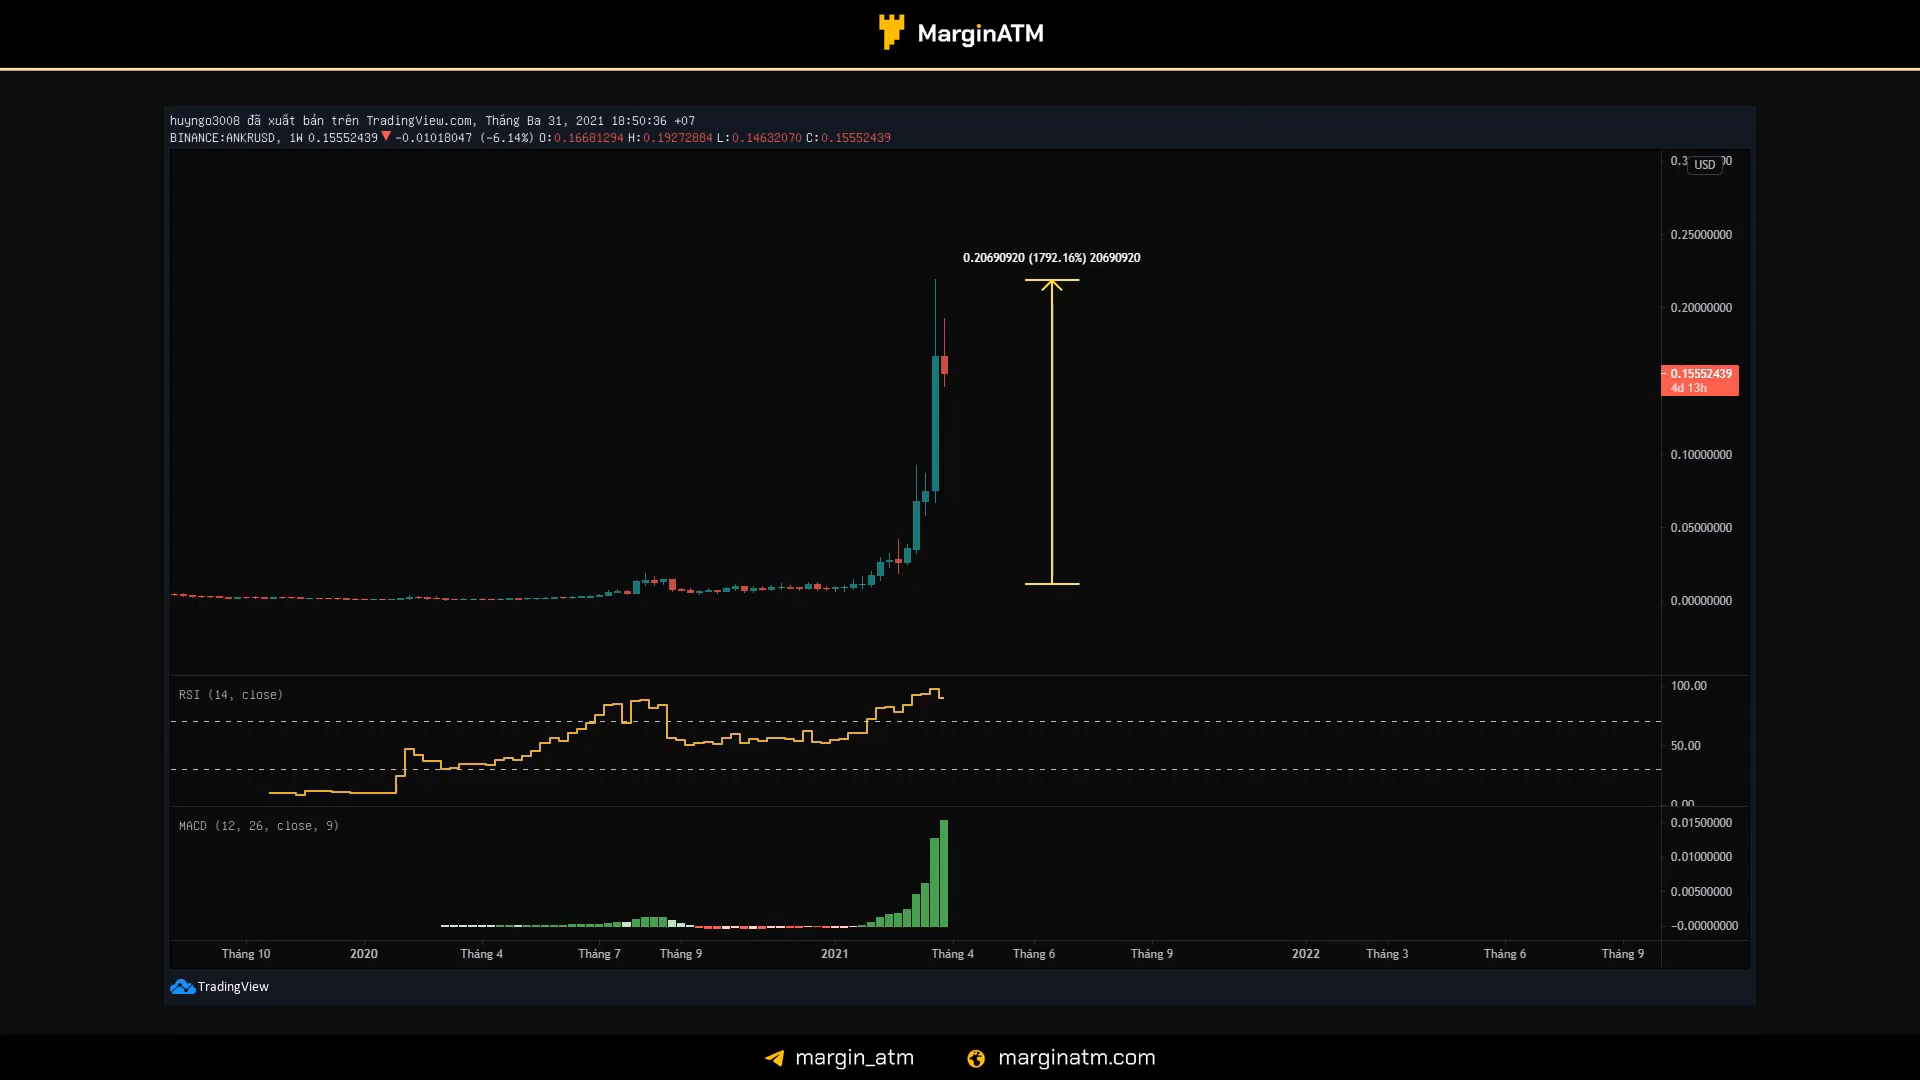 MarginATM
huyngo3008 đã xuất bản trên TradingView.com, Tháng Ba 31, 2021 18:50:36 +07
BINANCE:ANKRUSD, 1W 0.15552439 ▼ −0.01018047 (−6.14%) O:0.16681294 H:0.19272884 L:0.14632070 C:0.15552439
USD
0.25000000
0.20690920 (1792.16%) 20690920
0.20000000
0.15552439
4d 13h
0.10000000
0.05000000
0.00000000
RSI (14, close)
100.00
50.00
0.00
MACD (12, 26, close, 9)
0.01500000
0.01000000
0.00500000
−0.00000000
Tháng 10 2020 Tháng 4 Tháng 7 Tháng 9 2021 Tháng 4 Tháng 6 Tháng 9 2022 Tháng 3 Tháng 6 Tháng 9
TradingView
margin_atm marginatm.com